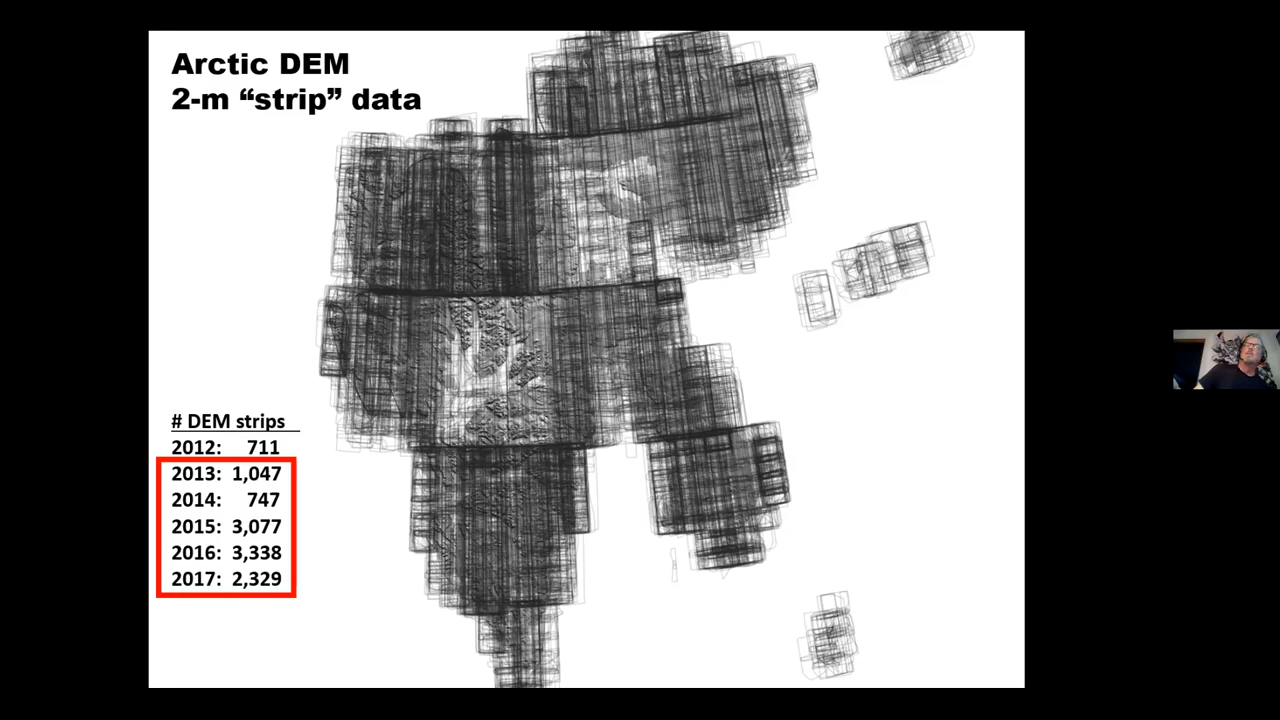 Arctic DEM
2-m “strip” data
# DEM strips
2012: 711
2013: 1,047
2014: 747
2015: 3,077
2016: 3,338
2017: 2,329